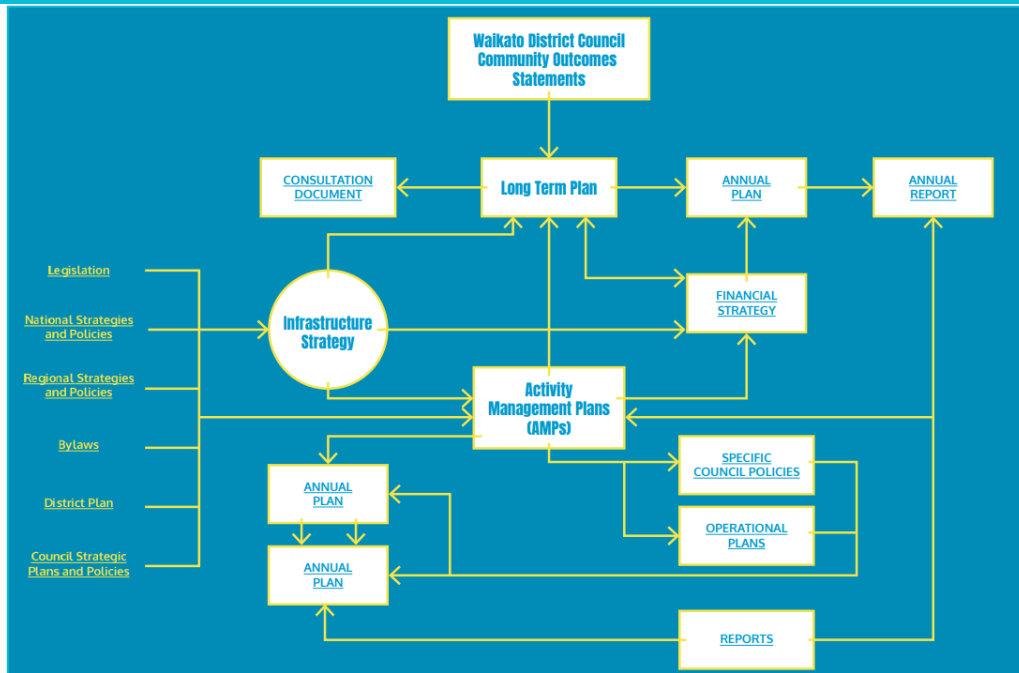 Waikato District Council
Community Outcomes
Statements
CONSULTATION
DOCUMENT
Long Term Plan
ANNUAL
PLAN
ANNUAL
REPORT
Legislation
National Strategies
and Policies
Regional Strategies
and Policies
Bylaws
District Plan
Council Strategic
Plans and Policies
Infrastructure
Strategy
FINANCIAL
STRATEGY
Activity
Management Plans
(AMPs)
ANNUAL
PLAN
ANNUAL
PLAN
SPECIFIC
COUNCIL POLICIES
OPERATIONAL
PLANS
REPORTS